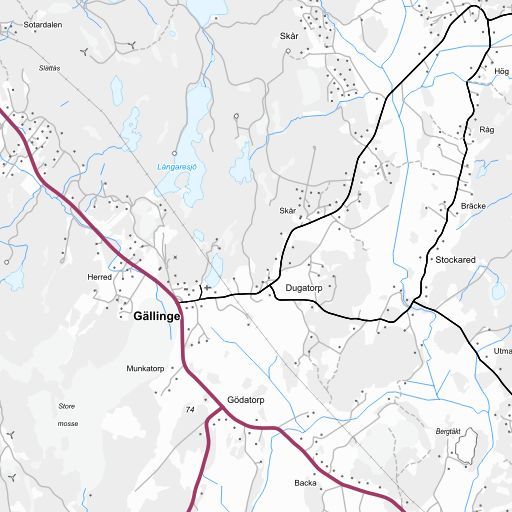 Sotardalen
Skår
Slättås
Hög
Råg
Långaresjö
Bräcke
Skår
Stockared
Herred
Dugatorp
Gällinge
Utma
Munkatorp
Gödatorp
Store
mosse
74
Bergtäkt
Backa